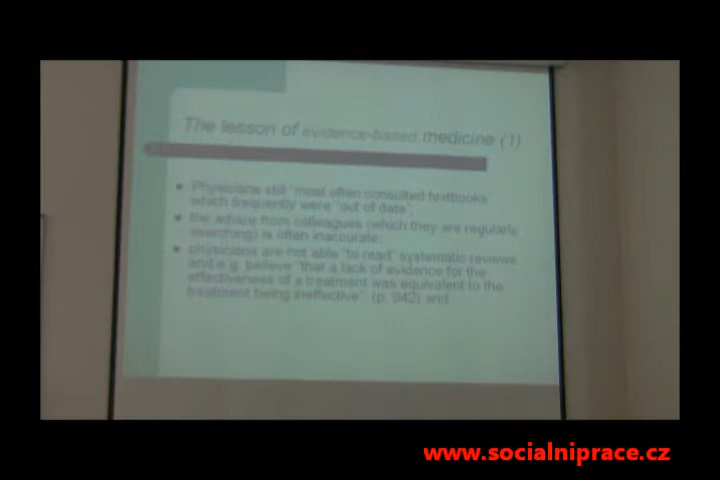 The lesson of evidence-based medicine (1)
Physicians still "most often consulted textbooks"
which frequently were "out of date";
the advice from colleagues (which they are regularly
searching) is often inaccurate;
physicians are not able "to read" systematic reviews
and e.g. believe "that a lack of evidence for the
effectiveness of a treatment was equivalent to the
treatment being ineffective" (p. 942) and
www.socialniprace.cz